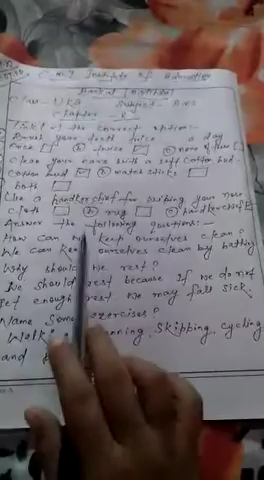 C.M.J Institute of Education
Class- UKG Subject- EVS
Chapter-
Tick the correct option:-
Brush your teeth twice a day
Once b) twice c) none of these
Clean your nose with a soft cotton bud.
Cotton bud b) match sticks
both
Use a handkerchief for wiping your nose
cloth b) rug c) handkerchief
Answer the following questions:-
How can we keep ourselves clean?
We can keep ourselves clean by bathing
Why should we rest?
We should rest because if we do not
get enough rest we may fall sick.
Name Some exercises?
Skipping, cycling
and